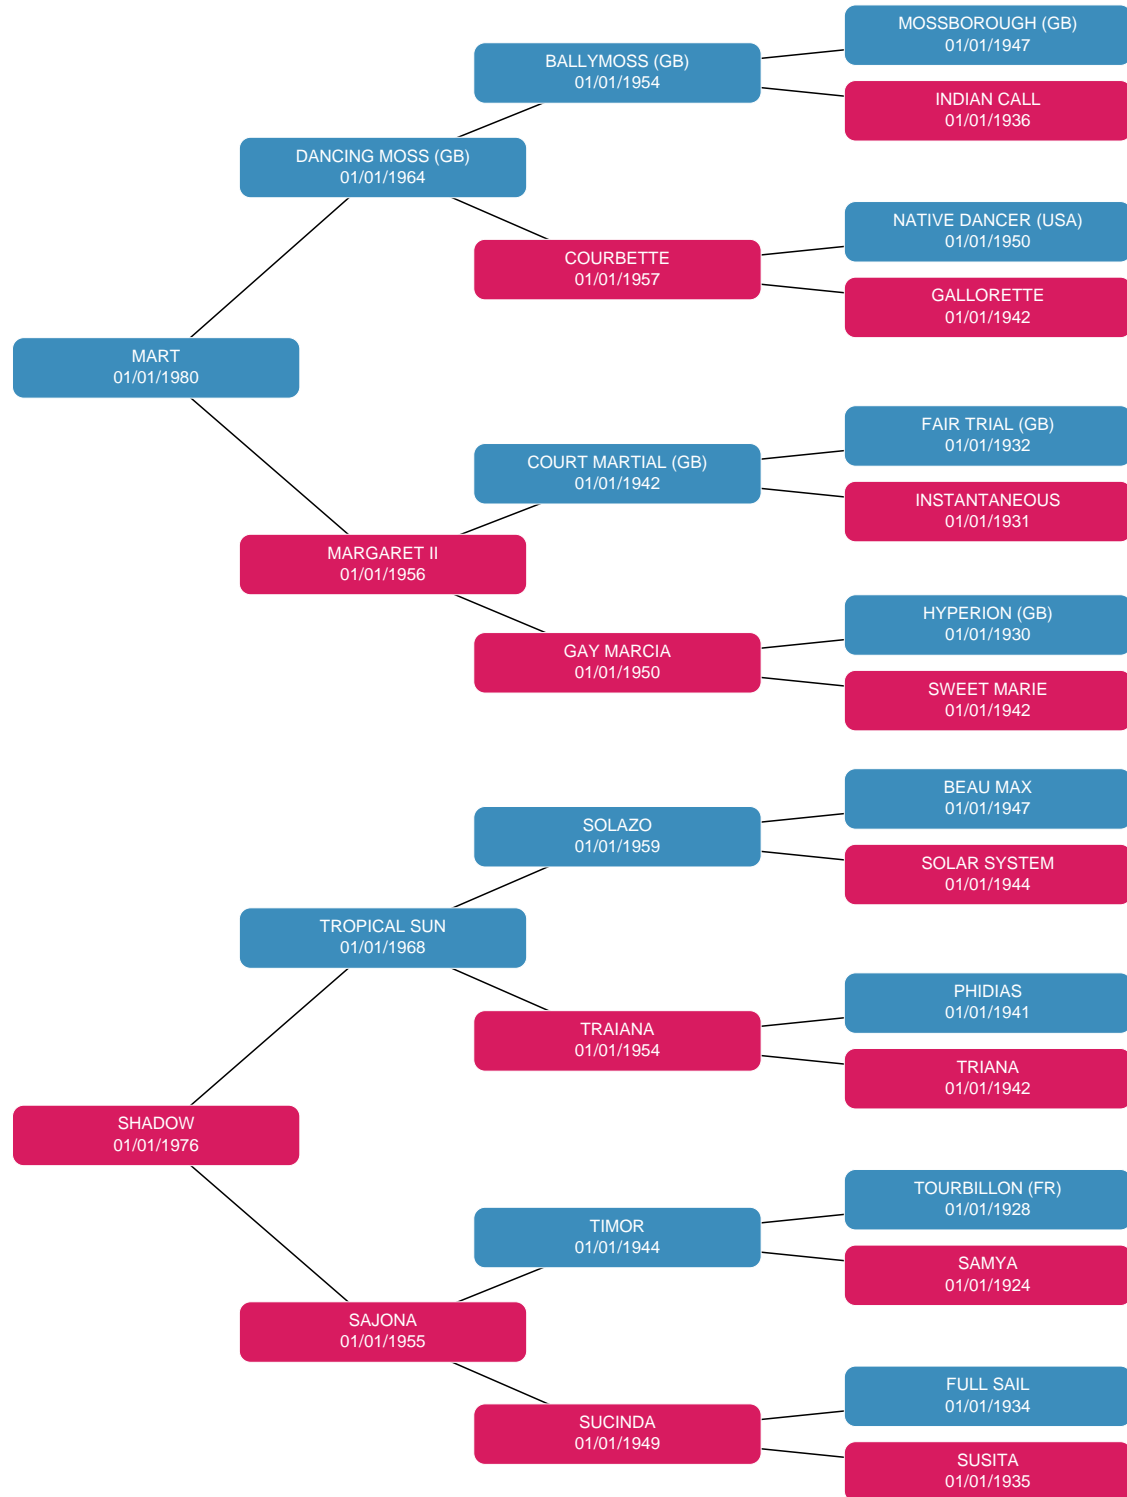 MOSSBOROUGH (GB)
01/01/1947
BALLYMOSS (GB)
01/01/1954
INDIAN CALL
01/01/1936
DANCING MOSS (GB)
01/01/1964
NATIVE DANCER (USA)
01/01/1950
COURBETTE
01/01/1957
GALLORETTE
01/01/1942
MART
01/01/1980
FAIR TRIAL (GB)
01/01/1932
COURT MARTIAL (GB)
01/01/1942
INSTANTANEOUS
01/01/1931
MARGARET II
01/01/1956
HYPERION (GB)
01/01/1930
GAY MARCIA
01/01/1950
SWEET MARIE
01/01/1942
BEAU MAX
01/01/1947
SOLAZO
01/01/1959
SOLAR SYSTEM
01/01/1944
TROPICAL SUN
01/01/1968
PHIDIAS
01/01/1941
TRAIANA
01/01/1954
TRIANA
01/01/1942
SHADOW
01/01/1976
TOURBILLON (FR)
01/01/1928
TIMOR
01/01/1944
SAMYA
01/01/1924
SAJONA
01/01/1955
FULL SAIL
01/01/1934
SUCINDA
01/01/1949
SUSITA
01/01/1935